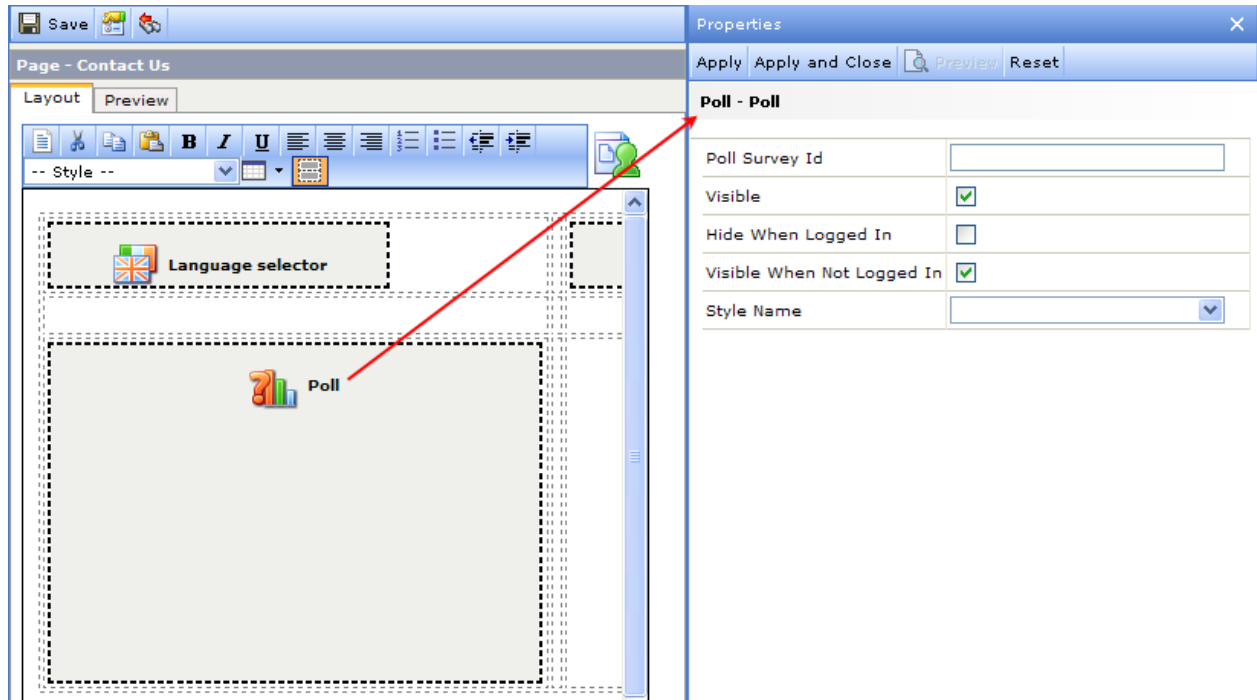 Save
Page - Contact Us
Layout Preview
B I U
-- Style --
Language selector
Poll
Properties
Apply Apply and Close Preview Reset
Poll - Poll
Poll Survey Id
Visible
Hide When Logged In
Visible When Not Logged In
Style Name